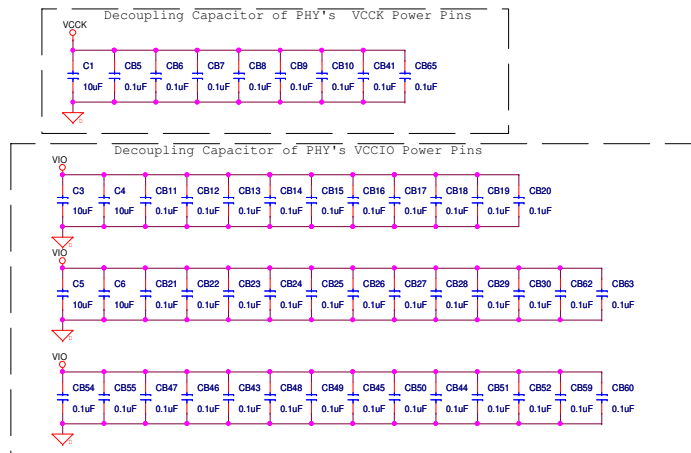 Decoupling Capacitor of PHY's VCCK Power Pins
VCCK
C1 CB5 CB6 CB7 CB8 CB9 CB10 CB41 CB65
10uF 0.1uF 0.1uF 0.1uF 0.1uF 0.1uF 0.1uF 0.1uF 0.1uF
Decoupling Capacitor of PHY's VCCIO Power Pins
VIO
C3 C4 CB11 CB12 CB13 CB14 CB15 CB16 CB17 CB18 CB19 CB20
10uF 10uF 0.1uF 0.1uF 0.1uF 0.1uF 0.1uF 0.1uF 0.1uF 0.1uF 0.1uF 0.1uF
VIO
C5 C6 CB21 CB22 CB23 CB24 CB25 CB26 CB27 CB28 CB29 CB30 CB62 CB63
10uF 10uF 0.1uF 0.1uF 0.1uF 0.1uF 0.1uF 0.1uF 0.1uF 0.1uF 0.1uF 0.1uF 0.1uF 0.1uF
VIO
CB54 CB55 CB47 CB46 CB43 CB48 CB49 CB45 CB50 CB44 CB51 CB52 CB59 CB60
0.1uF 0.1uF 0.1uF 0.1uF 0.1uF 0.1uF 0.1uF 0.1uF 0.1uF 0.1uF 0.1uF 0.1uF 0.1uF 0.1uF